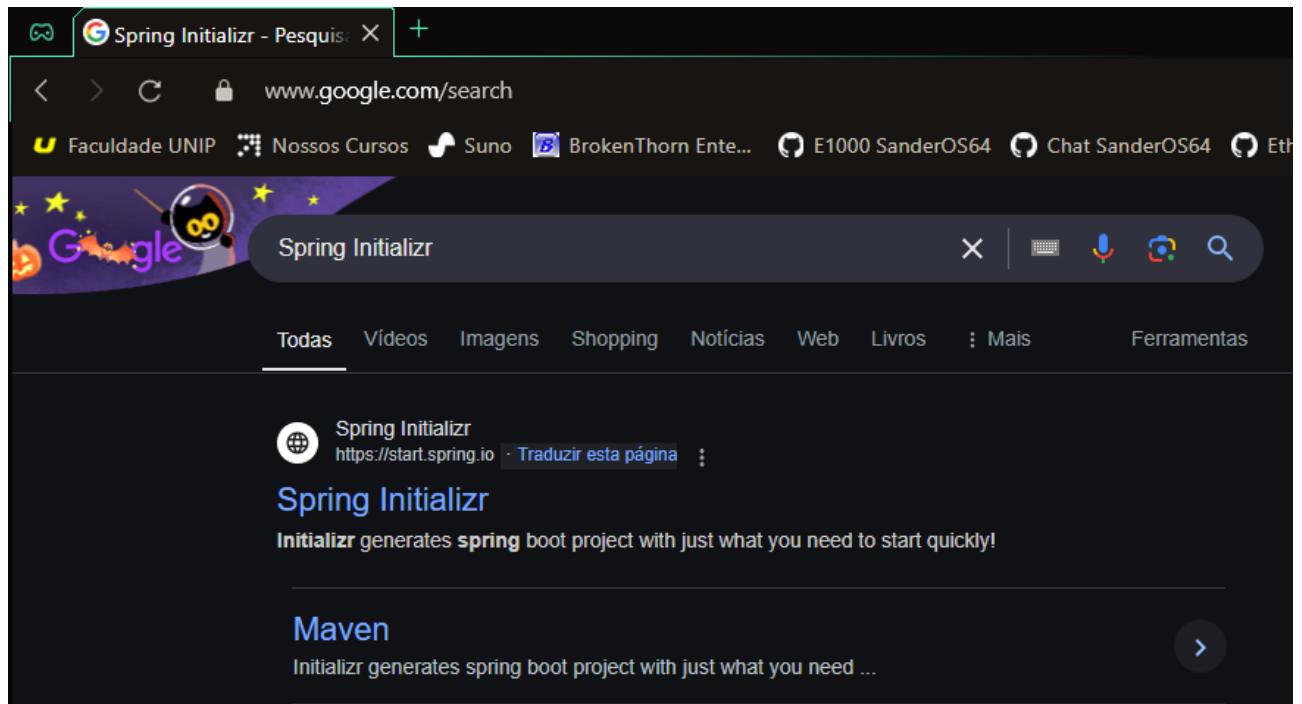 Spring Initializr - Pesquis
www.google.com/search
Faculdade UNIP Nossos Cursos Suno BrokenThorn Ente... E1000 SanderOS64 Chat SanderOS64 Eth
Google
Spring Initializr
Todas Vídeos Imagens Shopping Notícias Web Livros Mais Ferramentas
Spring Initializr
https://start.spring.io · Traduzir esta página
Spring Initializr
Initializr generates spring boot project with just what you need to start quickly!
Maven
Initializr generates spring boot project with just what you need ...